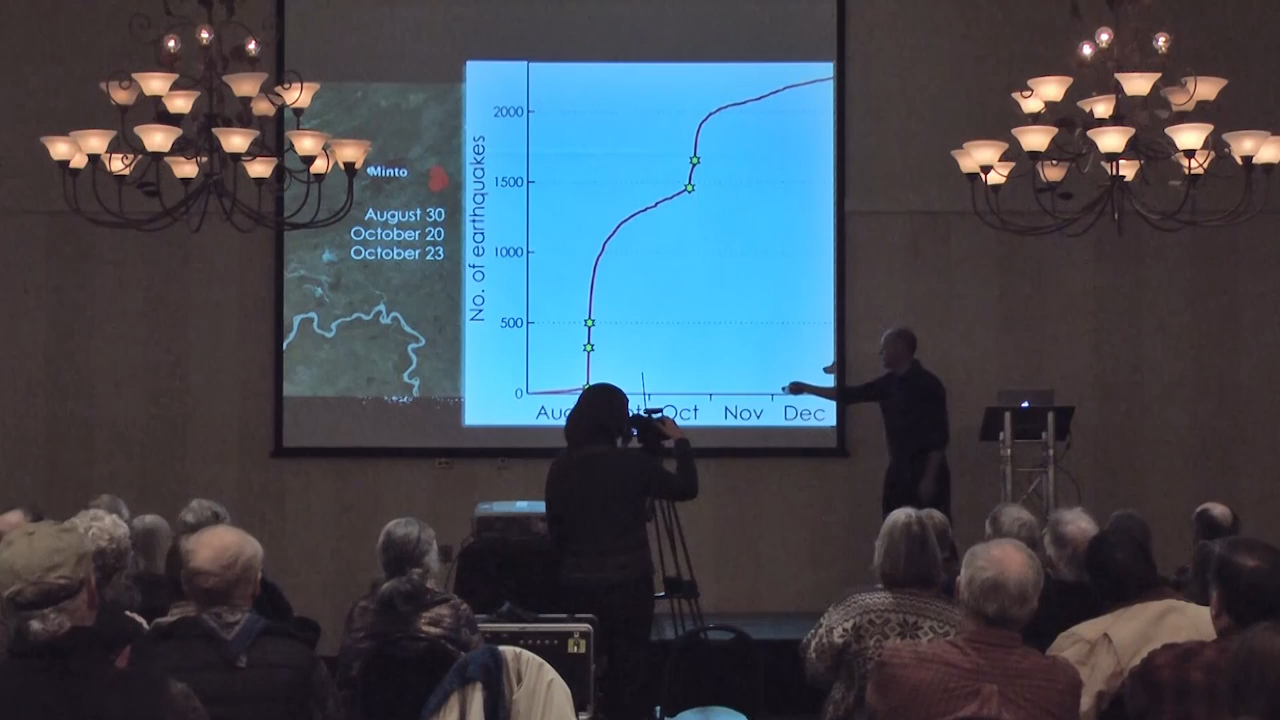 Minto
August 30
October 20
October 23
No. of earthquakes
2000
1500
1000
500
0
Oct Nov Dec